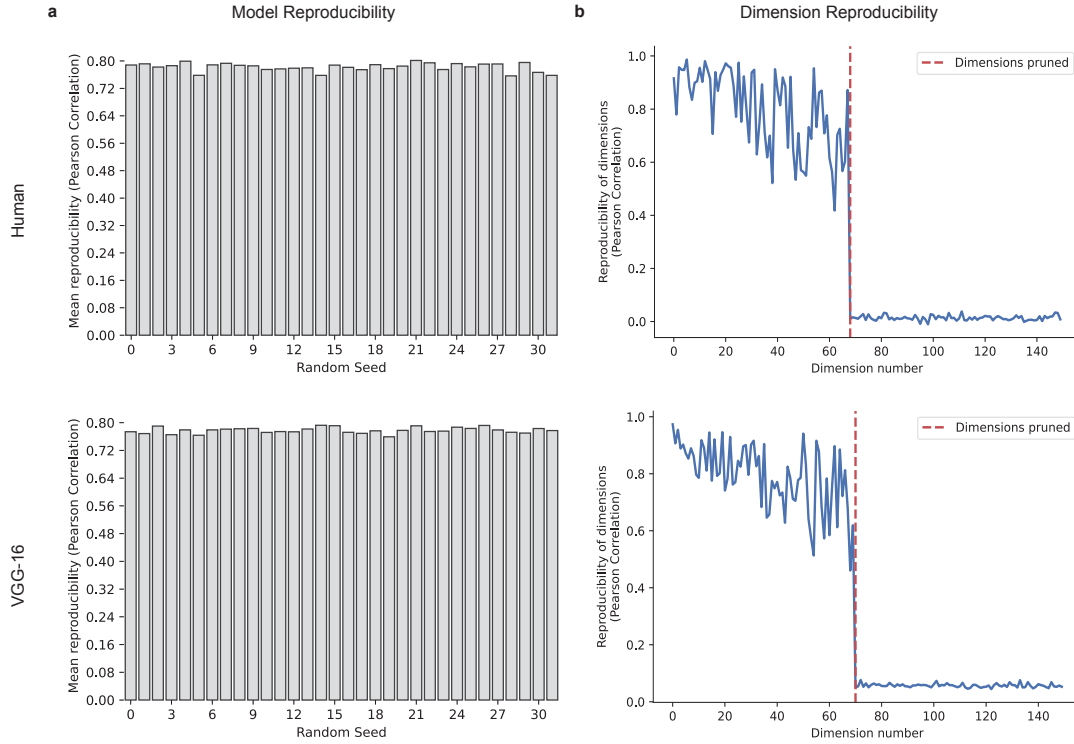 a
Model Reproducibility
b
Dimension Reproducibility
Human
Mean reproducibility (Pearson Correlation)
0.80
0.72
0.64
0.56
0.48
0.40
0.32
0.24
0.16
0.08
0.00
0 3 6 9 12 15 18 21 24 27 30
Random Seed
Reproducibility of dimensions
(Pearson Correlation)
1.0
0.8
0.6
0.4
0.2
0.0
0 20 40 60 80 100 120 140
Dimension number
Dimensions pruned
VGG-16
Mean reproducibility (Pearson Correlation)
0.80
0.72
0.64
0.56
0.48
0.40
0.32
0.24
0.16
0.08
0.00
0 3 6 9 12 15 18 21 24 27 30
Random Seed
Reproducibility of dimensions
(Pearson Correlation)
1.0
0.8
0.6
0.4
0.2
0.0
0 20 40 60 80 100 120 140
Dimension number
Dimensions pruned